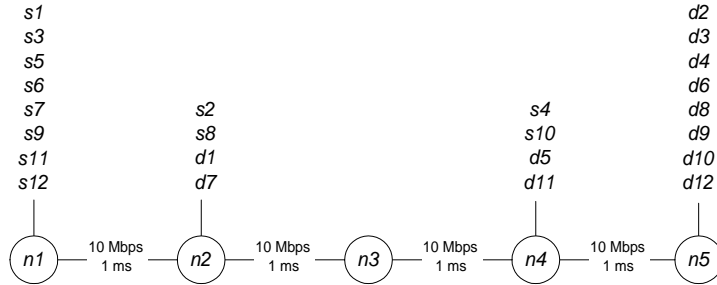 s1
s3
s5
s6
s7
s9
s11
s12
s2
s8
d1
d7
s4
s10
d5
d11
d2
d3
d4
d6
d8
d9
d10
d12
n1
10 Mbps
1 ms
n2
10 Mbps
1 ms
n3
10 Mbps
1 ms
n4
10 Mbps
1 ms
n5